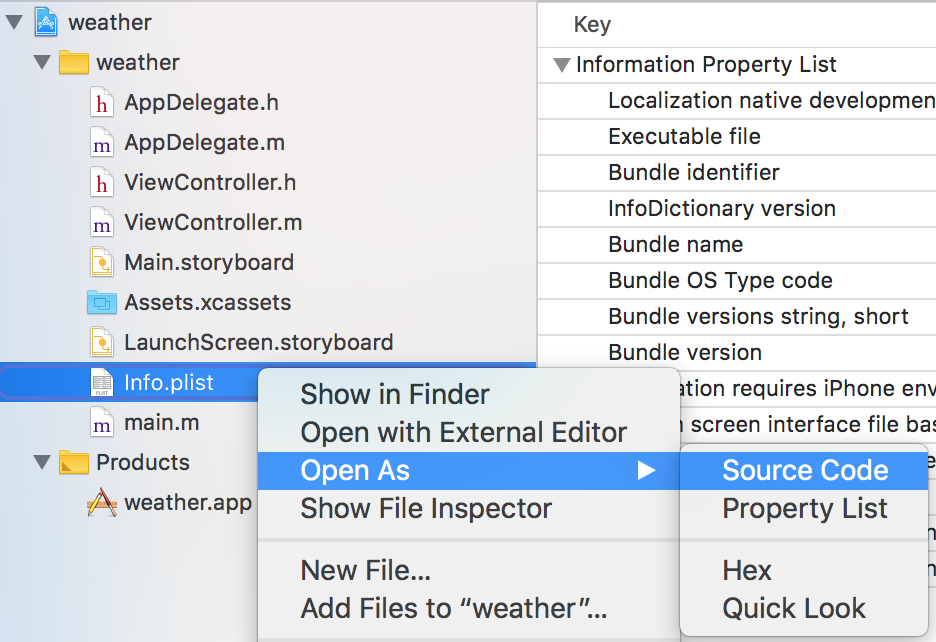 weather
weather
h AppDelegate.h
m AppDelegate.m
h ViewController.h
m ViewController.m
Main.storyboard
Assets.xcassets
LaunchScreen.storyboard
PLIST Info.plist
m main.m
Products
weather.app
Key
Information Property List
Localization native developmen
Executable file
Bundle identifier
InfoDictionary version
Bundle name
Bundle OS Type code
Bundle versions string, short
Bundle version
ation requires iPhone env
screen interface file bas
Show in Finder
Open with External Editor
Open As
Show File Inspector
New File...
Add Files to “weather”...
Source Code
Property List
Hex
Quick Look